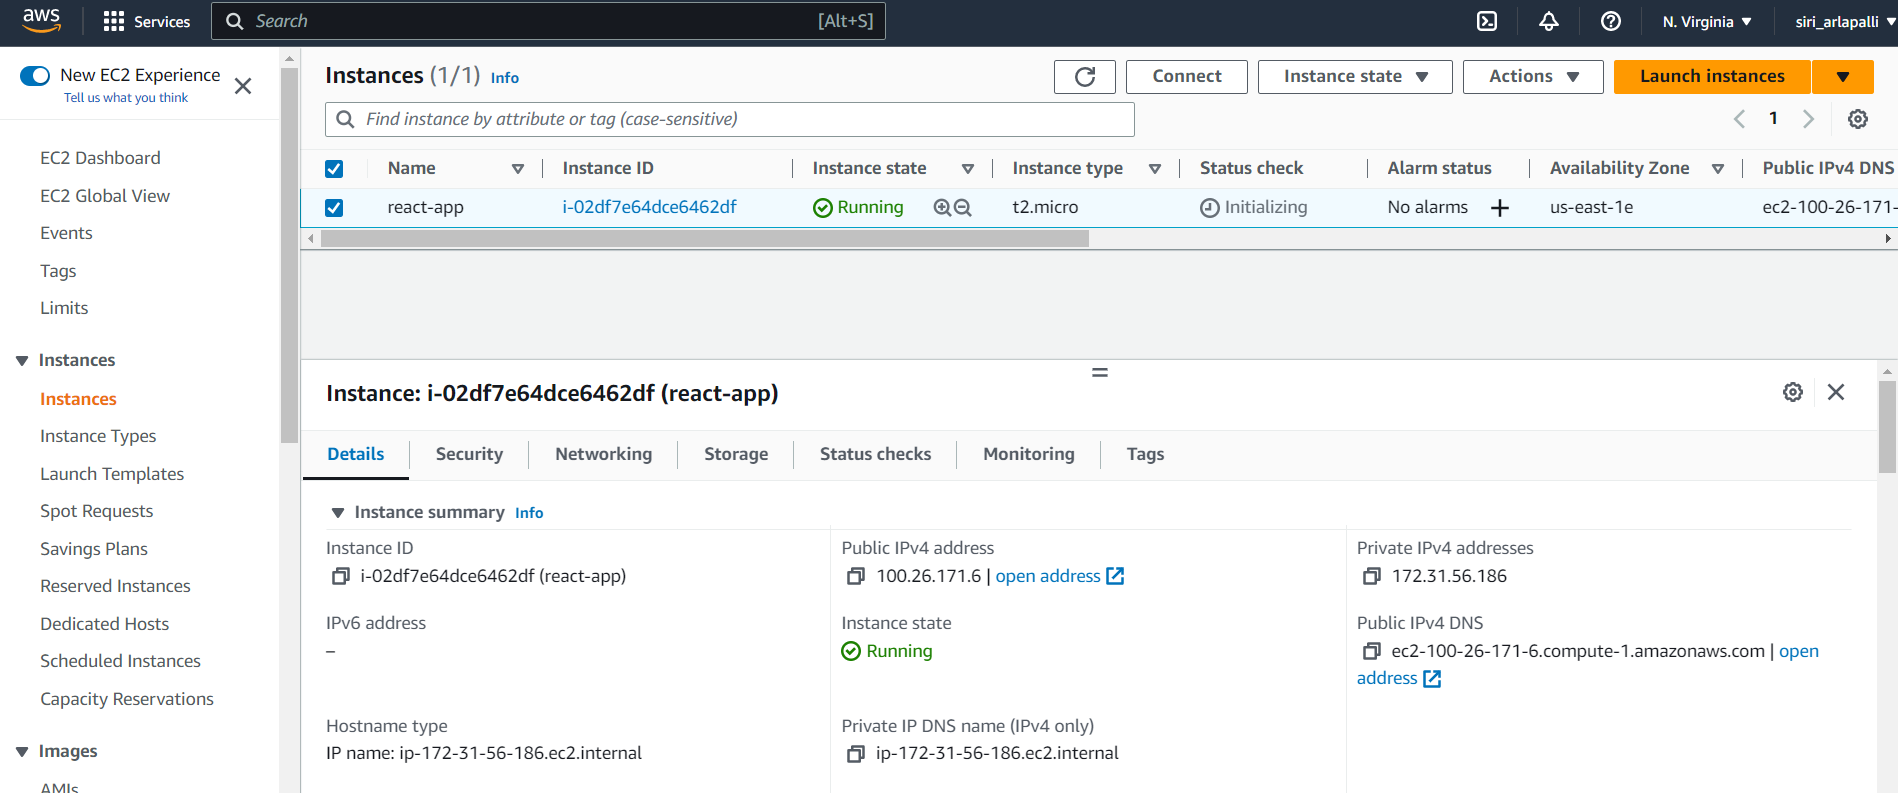 aws Services Search [Alt+S] N. Virginia siri_arlapalli
New EC2 Experience
Tell us what you think
EC2 Dashboard
EC2 Global View
Events
Tags
Limits
Instances
Instances
Instance Types
Launch Templates
Spot Requests
Savings Plans
Reserved Instances
Dedicated Hosts
Scheduled Instances
Capacity Reservations
Images
AMIs
Instances (1/1) Info Connect Instance state Actions Launch instances
Find instance by attribute or tag (case-sensitive) 1
Name Instance ID Instance state Instance type Status check Alarm status Availability Zone Public IPv4 DNS
react-app i-02df7e64dce6462df Running t2.micro Initializing No alarms + us-east-1e ec2-100-26-171-
Instance: i-02df7e64dce6462df (react-app)
Details Security Networking Storage Status checks Monitoring Tags
Instance summary Info
Instance ID
i-02df7e64dce6462df (react-app)
Public IPv4 address
100.26.171.6 | open address
Private IPv4 addresses
172.31.56.186
IPv6 address
–
Instance state
Running
Public IPv4 DNS
ec2-100-26-171-6.compute-1.amazonaws.com | open
address
Hostname type
IP name: ip-172-31-56-186.ec2.internal
Private IP DNS name (IPv4 only)
ip-172-31-56-186.ec2.internal